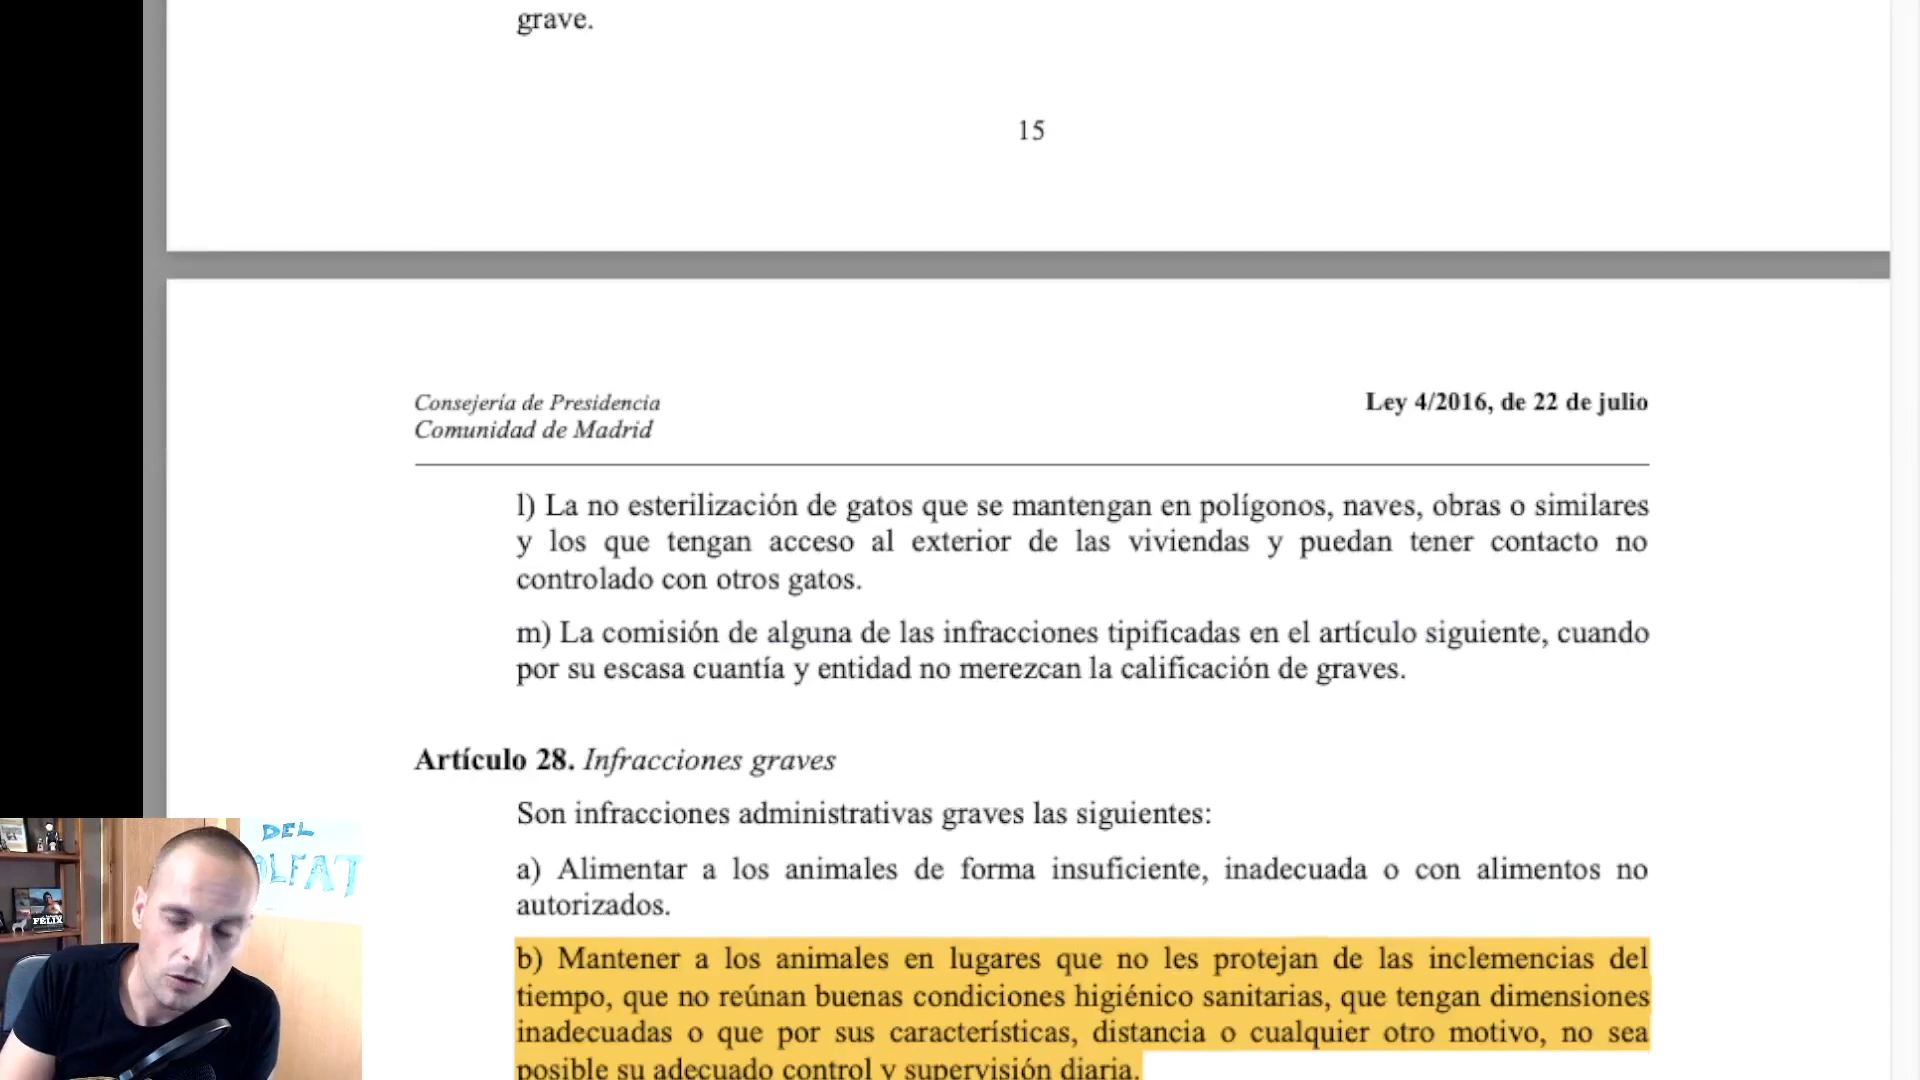 grave.
15
Consejería de Presidencia
Comunidad de Madrid
Ley 4/2016, de 22 de julio
l) La no esterilización de gatos que se mantengan en polígonos, naves, obras o similares
y los que tengan acceso al exterior de las viviendas y puedan tener contacto no
controlado con otros gatos.
m) La comisión de alguna de las infracciones tipificadas en el artículo siguiente, cuando
por su escasa cuantía y entidad no merezcan la calificación de graves.
Artículo 28. Infracciones graves
Son infracciones administrativas graves las siguientes:
a) Alimentar a los animales de forma insuficiente, inadecuada o con alimentos no
autorizados.
b) Mantener a los animales en lugares que no les protejan de las inclemencias del
tiempo, que no reúnan buenas condiciones higiénico sanitarias, que tengan dimensiones
inadecuadas o que por sus características, distancia o cualquier otro motivo, no sea
posible su adecuado control y supervisión diaria.
DEL
OLFAT
FÉLIX